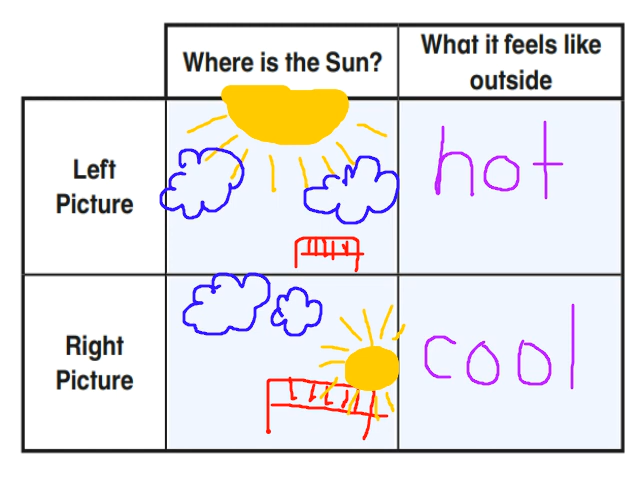 Where is the Sun?
What it feels like
outside
Left
Picture
hot
Right
Picture
cool